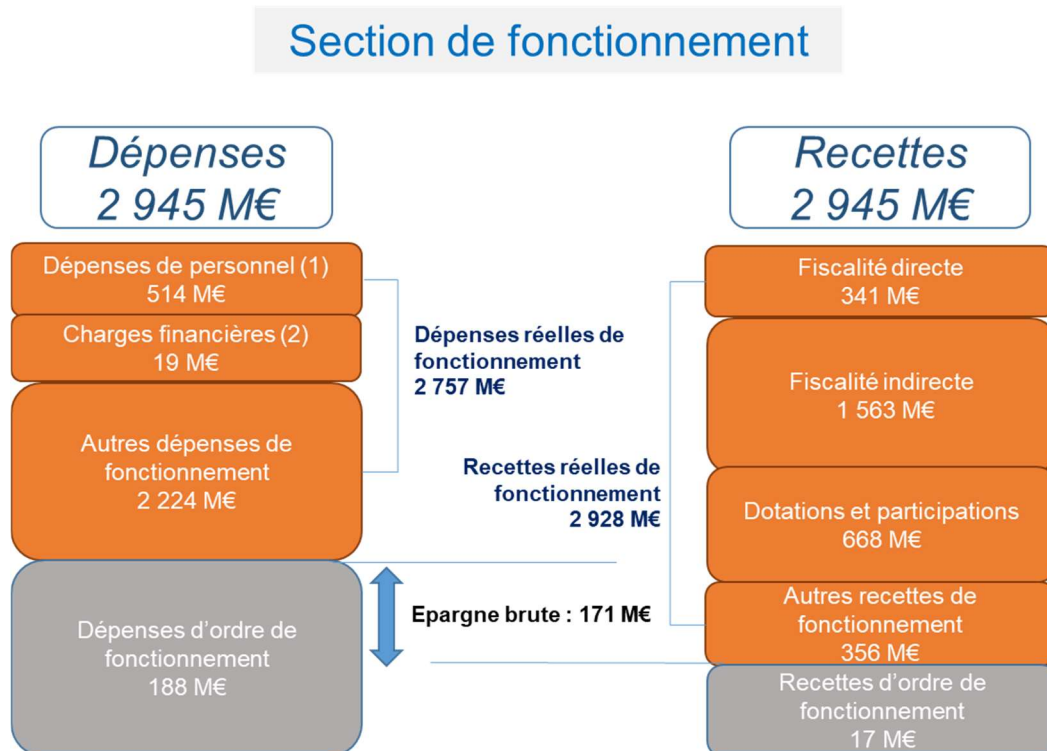 Section de fonctionnement
Dépenses
2 945 M€
Dépenses de personnel (1)
514 M€
Charges financières (2)
19 M€
Autres dépenses de
fonctionnement
2 224 M€
Dépenses d'ordre de
fonctionnement
188 M€
Dépenses réelles de
fonctionnement
2 757 M€
Recettes réelles de
fonctionnement
2 928 M€
Epargne brute : 171 M€
Recettes
2 945 M€
Fiscalité directe
341 M€
Fiscalité indirecte
1 563 M€
Dotations et participations
668 M€
Autres recettes de
fonctionnement
356 M€
Recettes d'ordre de
fonctionnement
17 M€